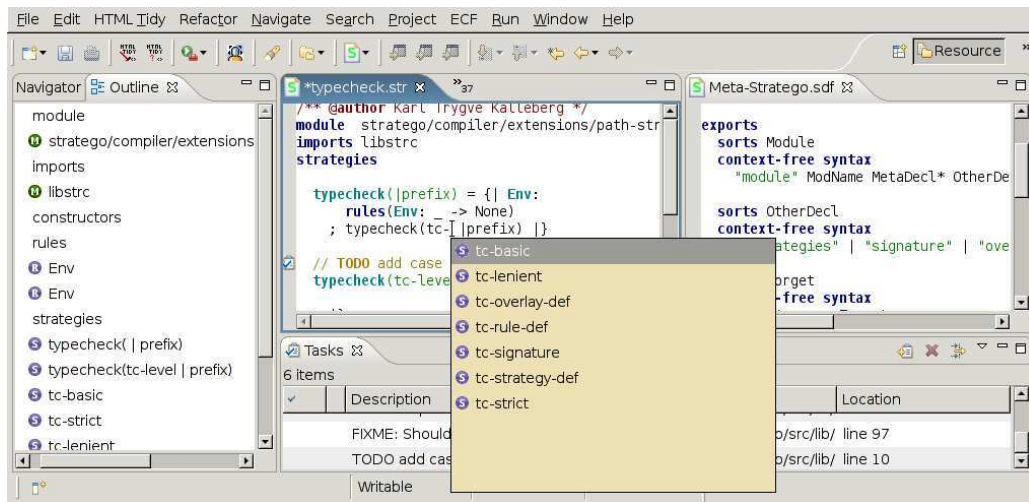 File Edit HTML Tidy Refactor Navigate Search Project ECF Run Window Help
Resource
Navigator Outline
module
stratego/compiler/extensions
imports
libstrc
constructors
rules
Env
Env
strategies
typecheck( | prefix)
typecheck(tc-level | prefix)
tc-basic
tc-strict
tc-lenient
*typecheck.str 37
/** @author Karl Trygve Kalleberg */
module stratego/compiler/extensions/path-str
imports libstrc
strategies
typecheck(|prefix) = {| Env:
rules(Env: _ -> None)
; typecheck(tc- |prefix) |}
// TODO add case
typecheck(tc-leve
tc-basic
tc-lenient
tc-overlay-def
tc-rule-def
tc-signature
tc-strategy-def
tc-strict
Meta-Stratego.sdf
exports
sorts Module
context-free syntax
"module" ModName MetaDecl* OtherDe
sorts OtherDecl
context-free syntax
ategies" | "signature" | "ove
orget
-free syntax
Tasks
6 items
Description Location
FIXME: Should o/src/lib/ line 97
TODO add cas o/src/lib/ line 10
Writable